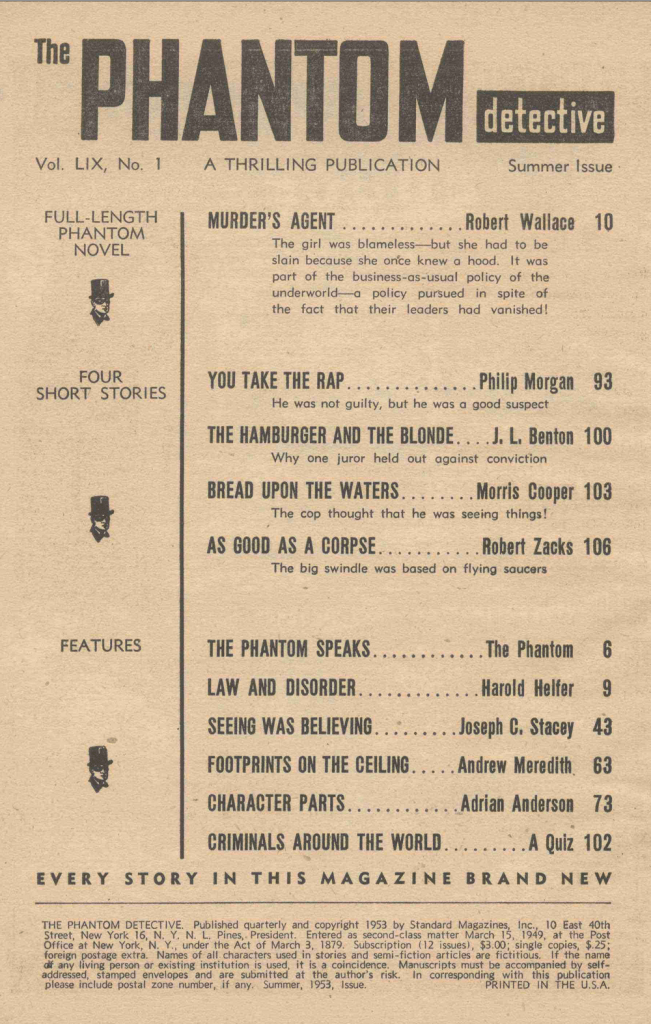 The PHANTOM detective
Vol. LIX, No. 1 A THRILLING PUBLICATION Summer Issue
FULL-LENGTH
PHANTOM
NOVEL
MURDER'S AGENT .............Robert Wallace 10
The girl was blameless—but she had to be
slain because she once knew a hood. It was
part of the business-as-usual policy of the
underworld—a policy pursued in spite of
the fact that their leaders had vanished!
FOUR
SHORT STORIES
YOU TAKE THE RAP..............Philip Morgan 93
He was not guilty, but he was a good suspect
THE HAMBURGER AND THE BLONDE....J. L. Benton 100
Why one juror held out against conviction
BREAD UPON THE WATERS........Morris Cooper 103
The cop thought that he was seeing things!
AS GOOD AS A CORPSE...........Robert Zacks 106
The big swindle was based on flying saucers
FEATURES
THE PHANTOM SPEAKS............The Phantom 6
LAW AND DISORDER.............Harold Helfer 9
SEEING WAS BELIEVING.........Joseph C. Stacey 43
FOOTPRINTS ON THE CEILING.....Andrew Meredith 63
CHARACTER PARTS............Adrian Anderson 73
CRIMINALS AROUND THE WORLD.........A Quiz 102
EVERY STORY IN THIS MAGAZINE BRAND NEW
THE PHANTOM DETECTIVE. Published quarterly and copyright 1953 by Standard Magazines, Inc., 10 East 40th
Street, New York 16, N. Y. N. L. Pines, President. Entered as second-class matter March 15, 1949, at the Post
Office at New York, N. Y., under the Act of March 3, 1879. Subscription (12 issues), $3.00; single copies, $.25;
foreign postage extra. Names of all characters used in stories and semi-fiction articles are fictitious. If the name
of any living person or existing institution is used, it is a coincidence. Manuscripts must be accompanied by self-
addressed, stamped envelopes and are submitted at the author's risk. In corresponding with this publication
please include postal zone number, if any. Summer, 1953, Issue. PRINTED IN THE U.S.A.